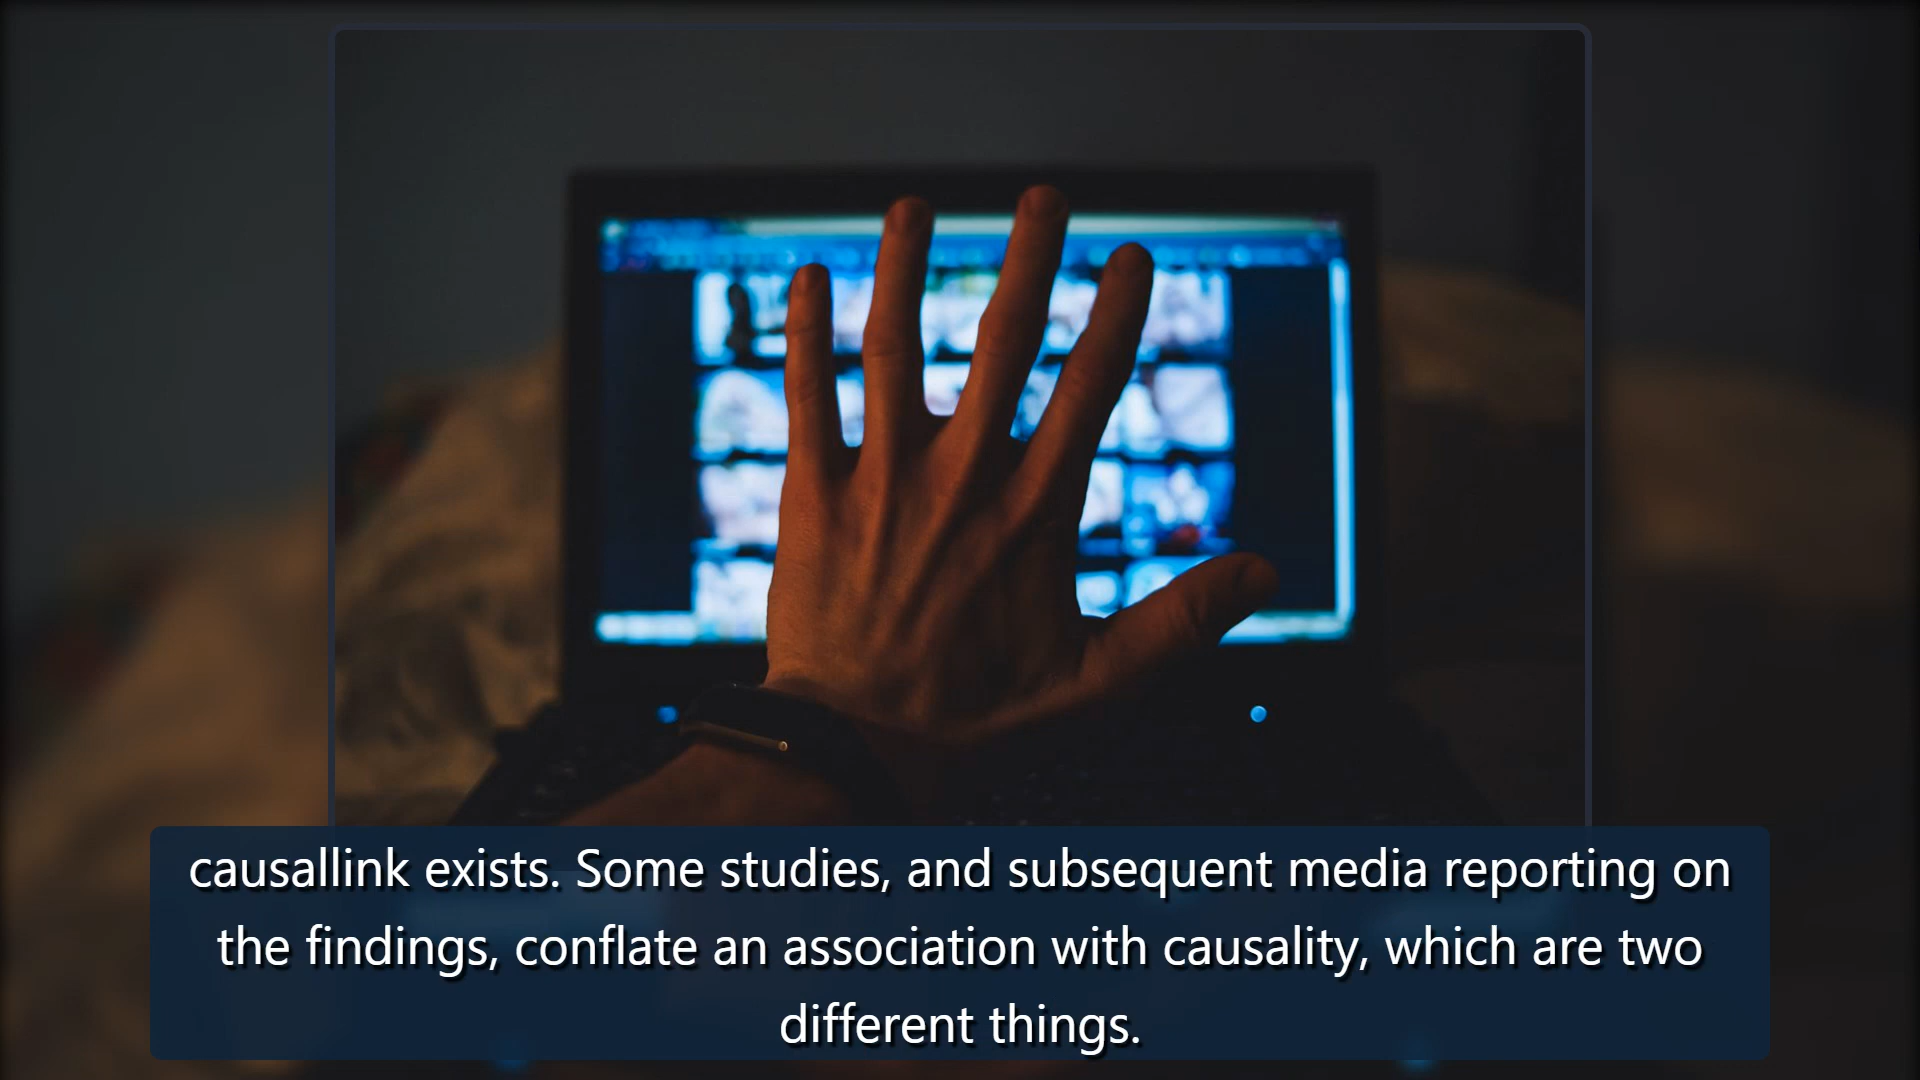 causallink exists. Some studies, and subsequent media reporting on
the findings, conflate an association with causality, which are two
different things.